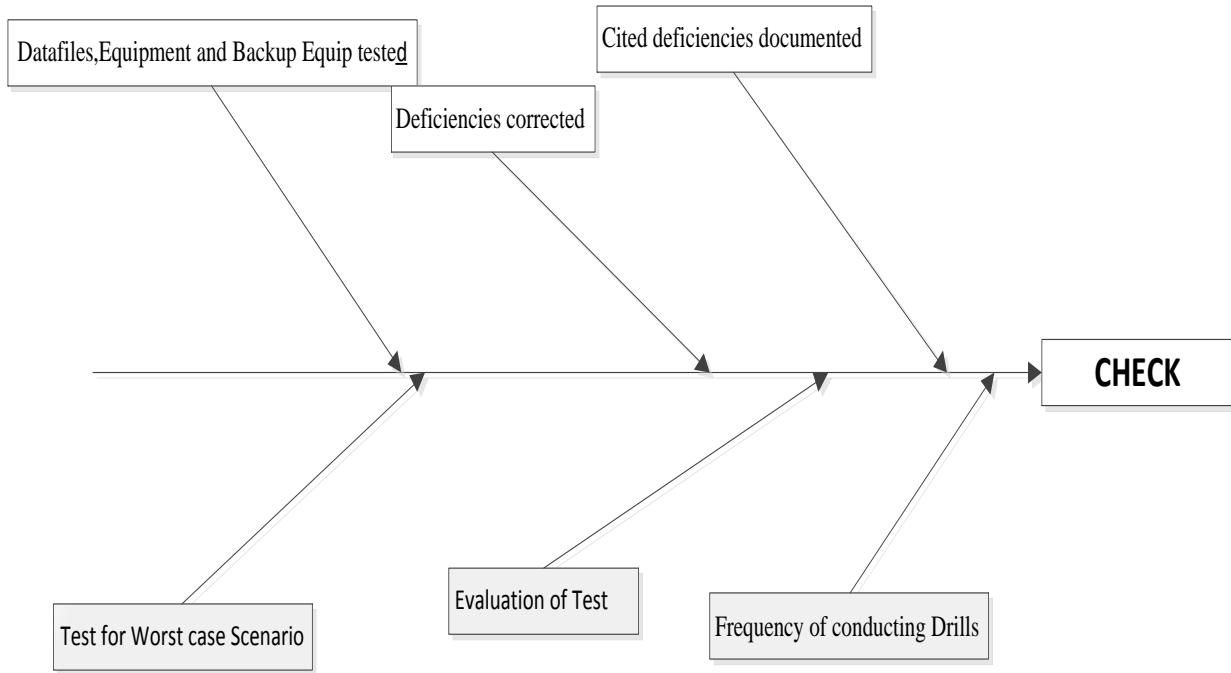 Datafiles,Equipment and Backup Equip tested
Cited deficiencies documented
Deficiencies corrected
CHECK
Test for Worst case Scenario
Evaluation of Test
Frequency of conducting Drills